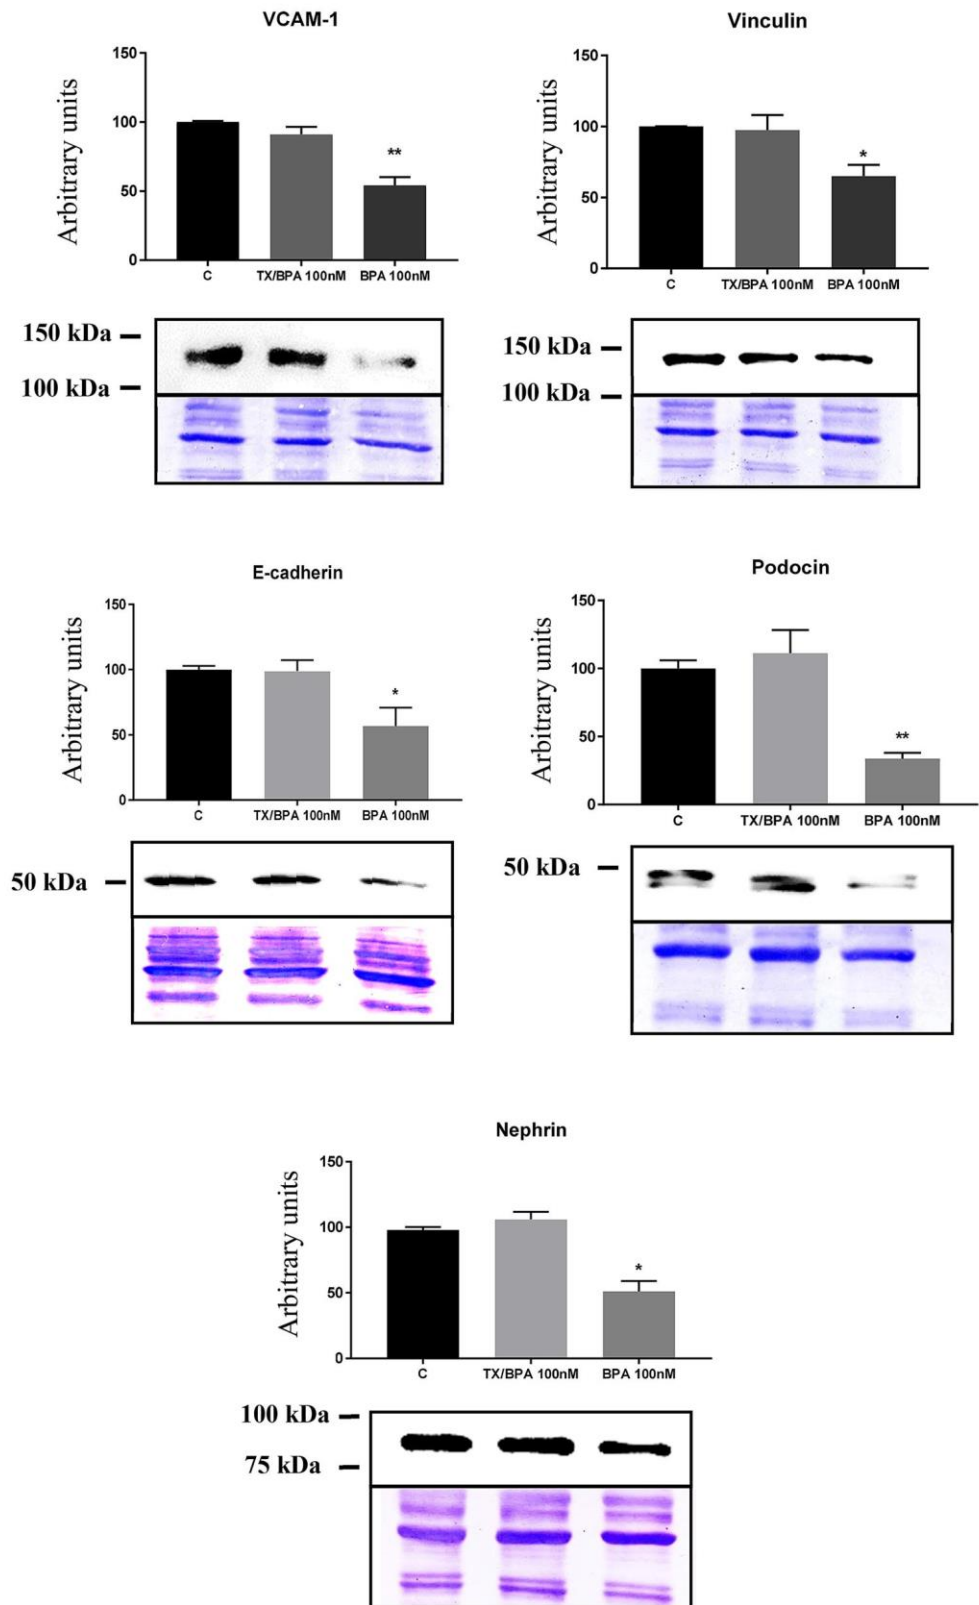 VCAM-1
Arbitrary units
150
100
50
0
**
C TX/BPA 100nM BPA 100nM
150 kDa
100 kDa
Vinculin
Arbitrary units
150
100
50
0
*
C TX/BPA 100nM BPA 100nM
150 kDa
100 kDa
E-cadherin
Arbitrary units
150
100
50
0
*
C TX/BPA 100nM BPA 100nM
50 kDa
Podocin
Arbitrary units
150
100
50
0
**
C TX/BPA 100nM BPA 100nM
50 kDa
Nephrin
Arbitrary units
150
100
50
0
*
C TX/BPA 100nM BPA 100nM
100 kDa
75 kDa